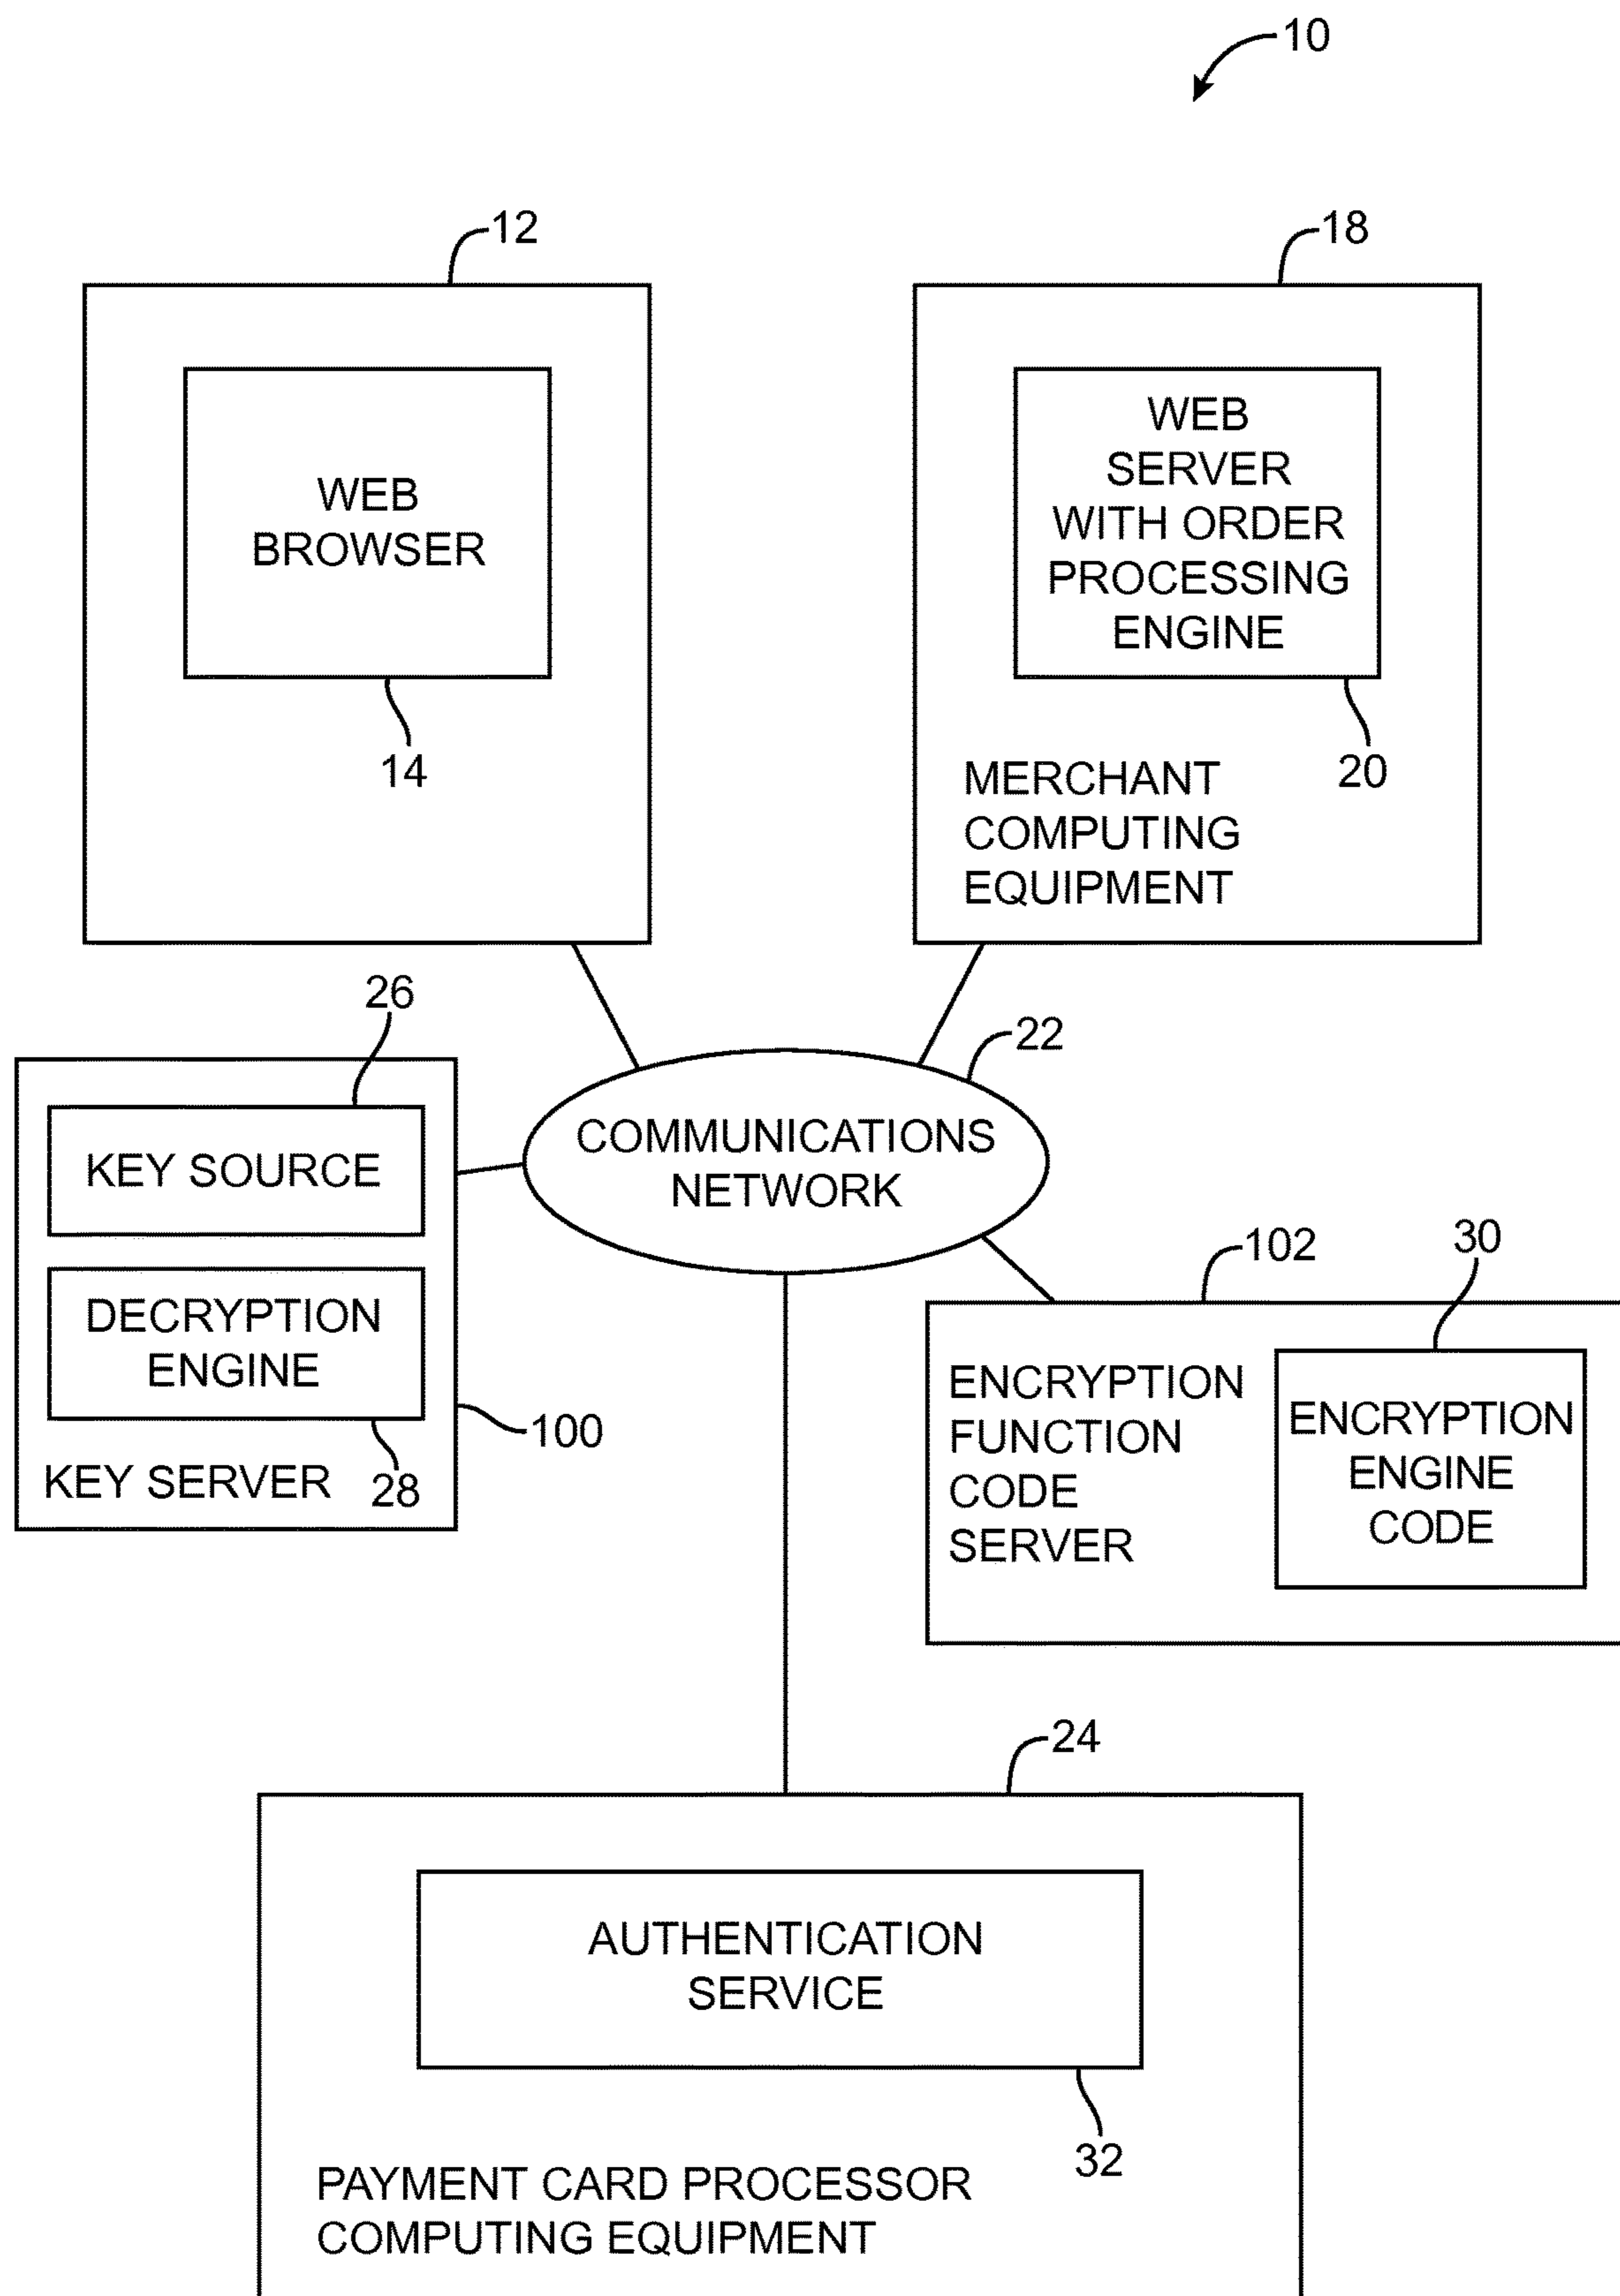 10
12
18
WEB
BROWSER
14
WEB
SERVER
WITH ORDER
PROCESSING
ENGINE
20
MERCHANT
COMPUTING
EQUIPMENT
26
22
KEY SOURCE
COMMUNICATIONS
NETWORK
DECRYPTION
ENGINE
100
KEY SERVER
28
102
30
ENCRYPTION
FUNCTION
CODE
SERVER
ENCRYPTION
ENGINE
CODE
24
AUTHENTICATION
SERVICE
32
PAYMENT CARD PROCESSOR
COMPUTING EQUIPMENT